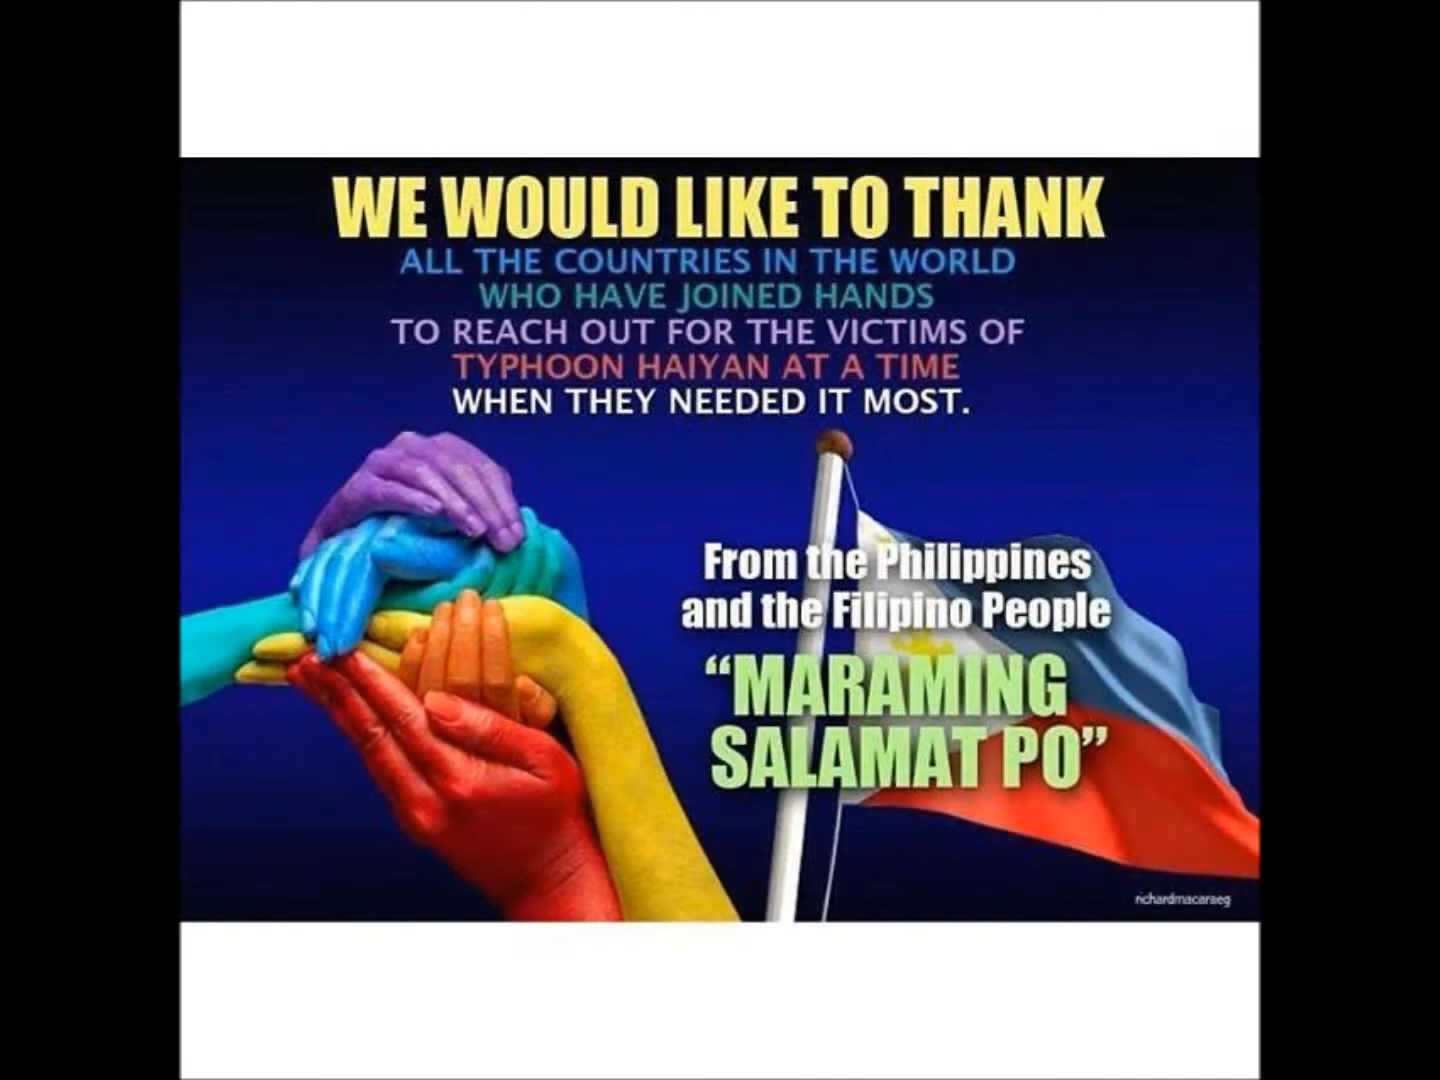 WE WOULD LIKE TO THANK
ALL THE COUNTRIES IN THE WORLD
WHO HAVE JOINED HANDS
TO REACH OUT FOR THE VICTIMS OF
TYPHOON HAIYAN AT A TIME
WHEN THEY NEEDED IT MOST.
From the Philippines
and the Filipino People
“MARAMING
SALAMAT PO”
richardmacaraeg